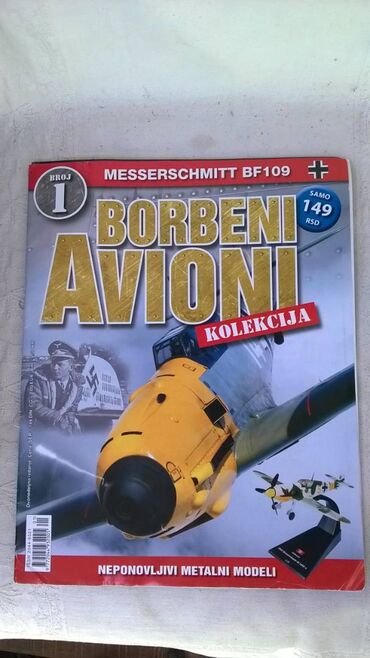 BROJ
1
MESSERSCHMITT BF109
SAMO
149
RSD
BORBENI
AVIONI
KOLEKCIJA
NEPONOVLJIVI METALNI MODELI